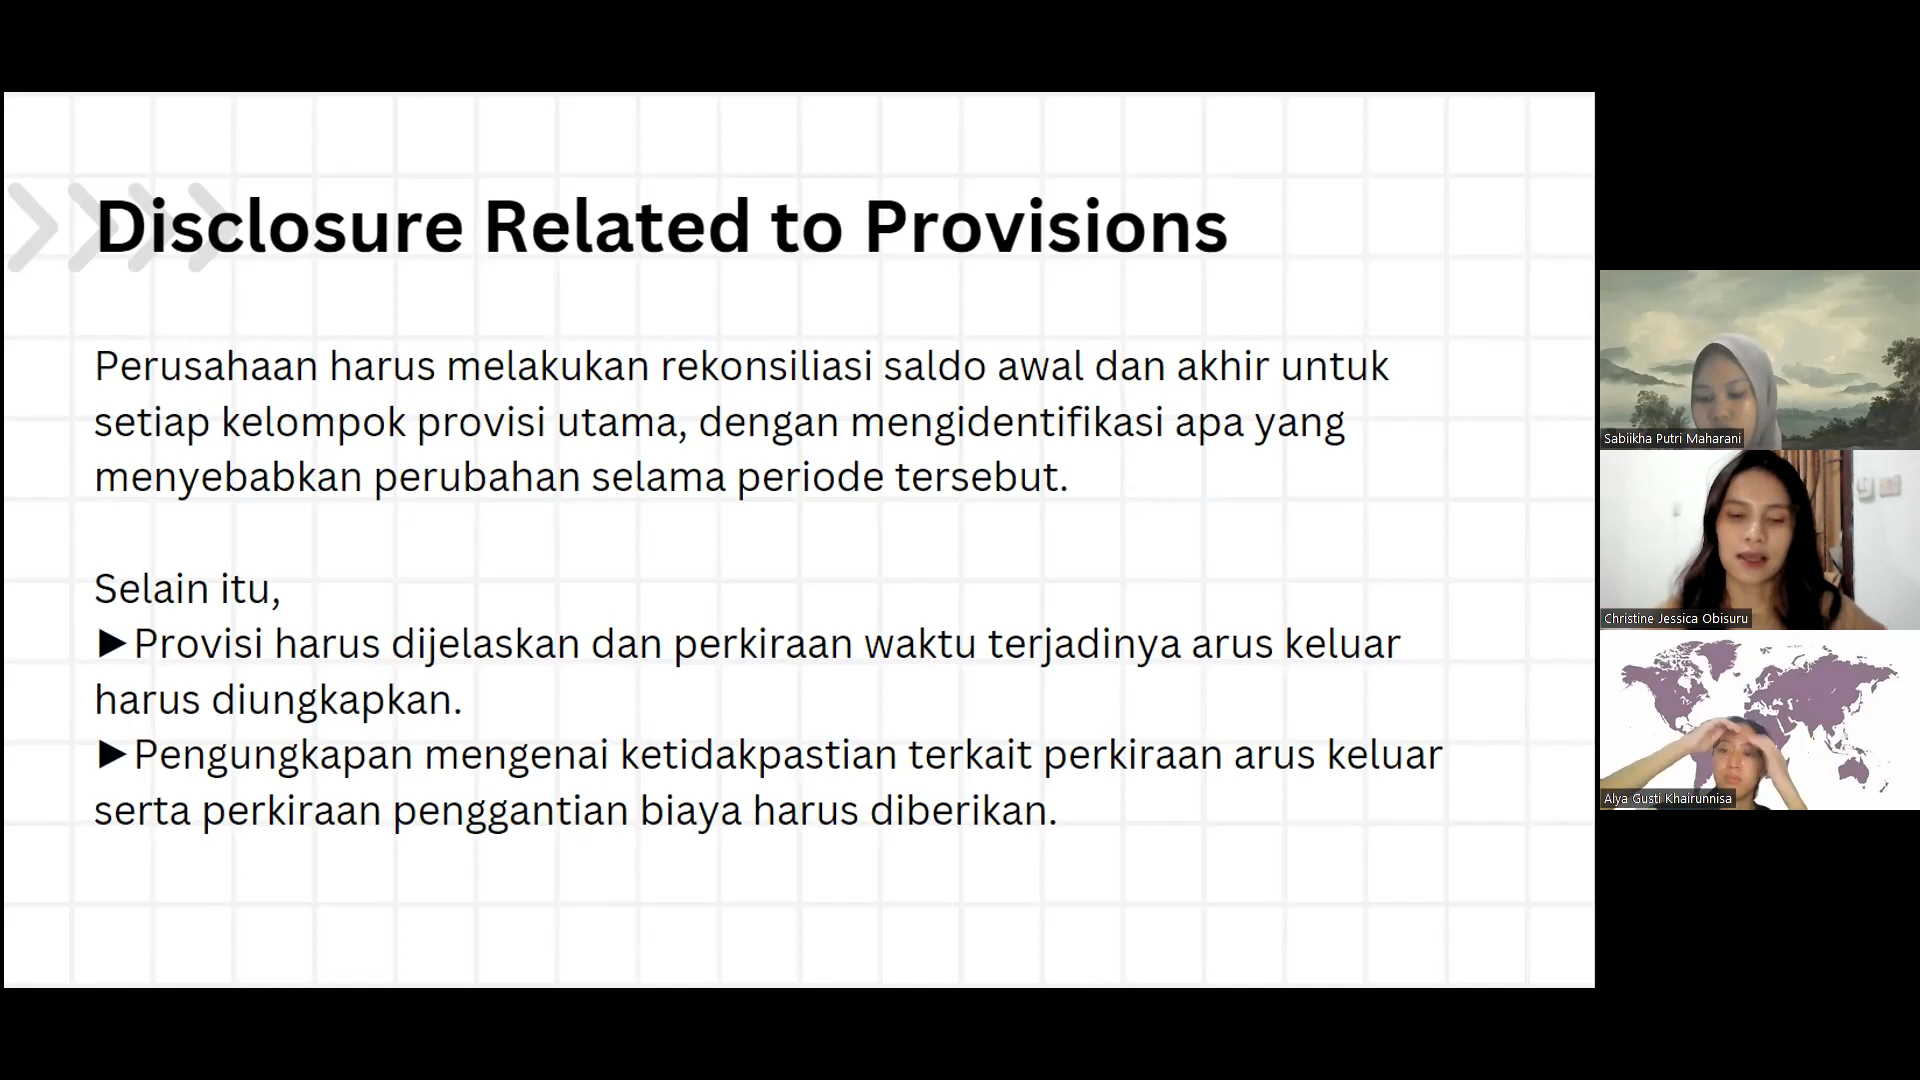 Disclosure Related to Provisions
Perusahaan harus melakukan rekonsiliasi saldo awal dan akhir untuk
setiap kelompok provisi utama, dengan mengidentifikasi apa yang
menyebabkan perubahan selama periode tersebut.
Selain itu,
►Provisi harus dijelaskan dan perkiraan waktu terjadinya arus keluar
harus diungkapkan.
►Pengungkapan mengenai ketidakpastian terkait perkiraan arus keluar
serta perkiraan penggantian biaya harus diberikan.
Sabiikha Putri Maharani
Christine Jessica Obisuru
Alya Gusti Khairunnisa